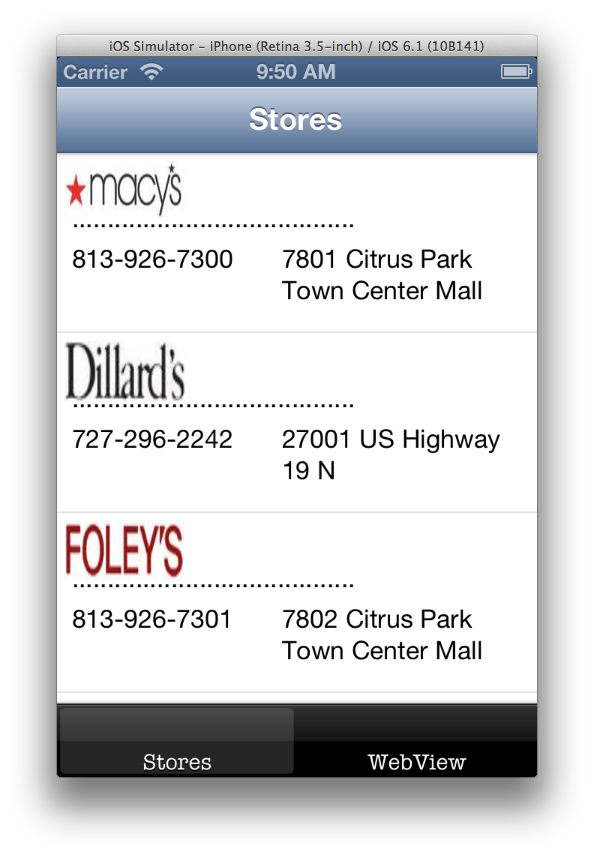 iOS Simulator – iPhone (Retina 3.5-inch) / iOS 6.1 (10B141)
Carrier 9:50 AM
Stores
macy's
........................................
813-926-7300 7801 Citrus Park
Town Center Mall
Dillard's
........................................
727-296-2242 27001 US Highway
19 N
FOLEY'S
........................................
813-926-7301 7802 Citrus Park
Town Center Mall
Stores WebView